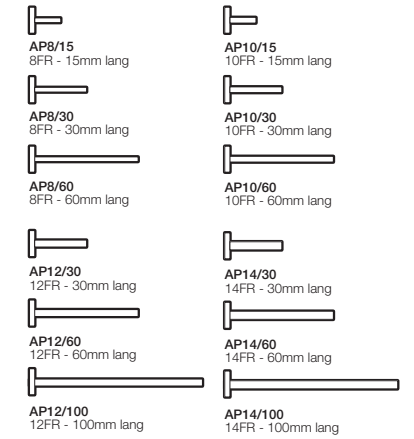 AP8/15
8FR - 15mm lang
AP10/15
10FR - 15mm lang
AP8/30
8FR - 30mm lang
AP10/30
10FR - 30mm lang
AP8/60
8FR - 60mm lang
AP10/60
10FR - 60mm lang
AP12/30
12FR - 30mm lang
AP14/30
14FR - 30mm lang
AP12/60
12FR - 60mm lang
AP14/60
14FR - 60mm lang
AP12/100
12FR - 100mm lang
AP14/100
14FR - 100mm lang